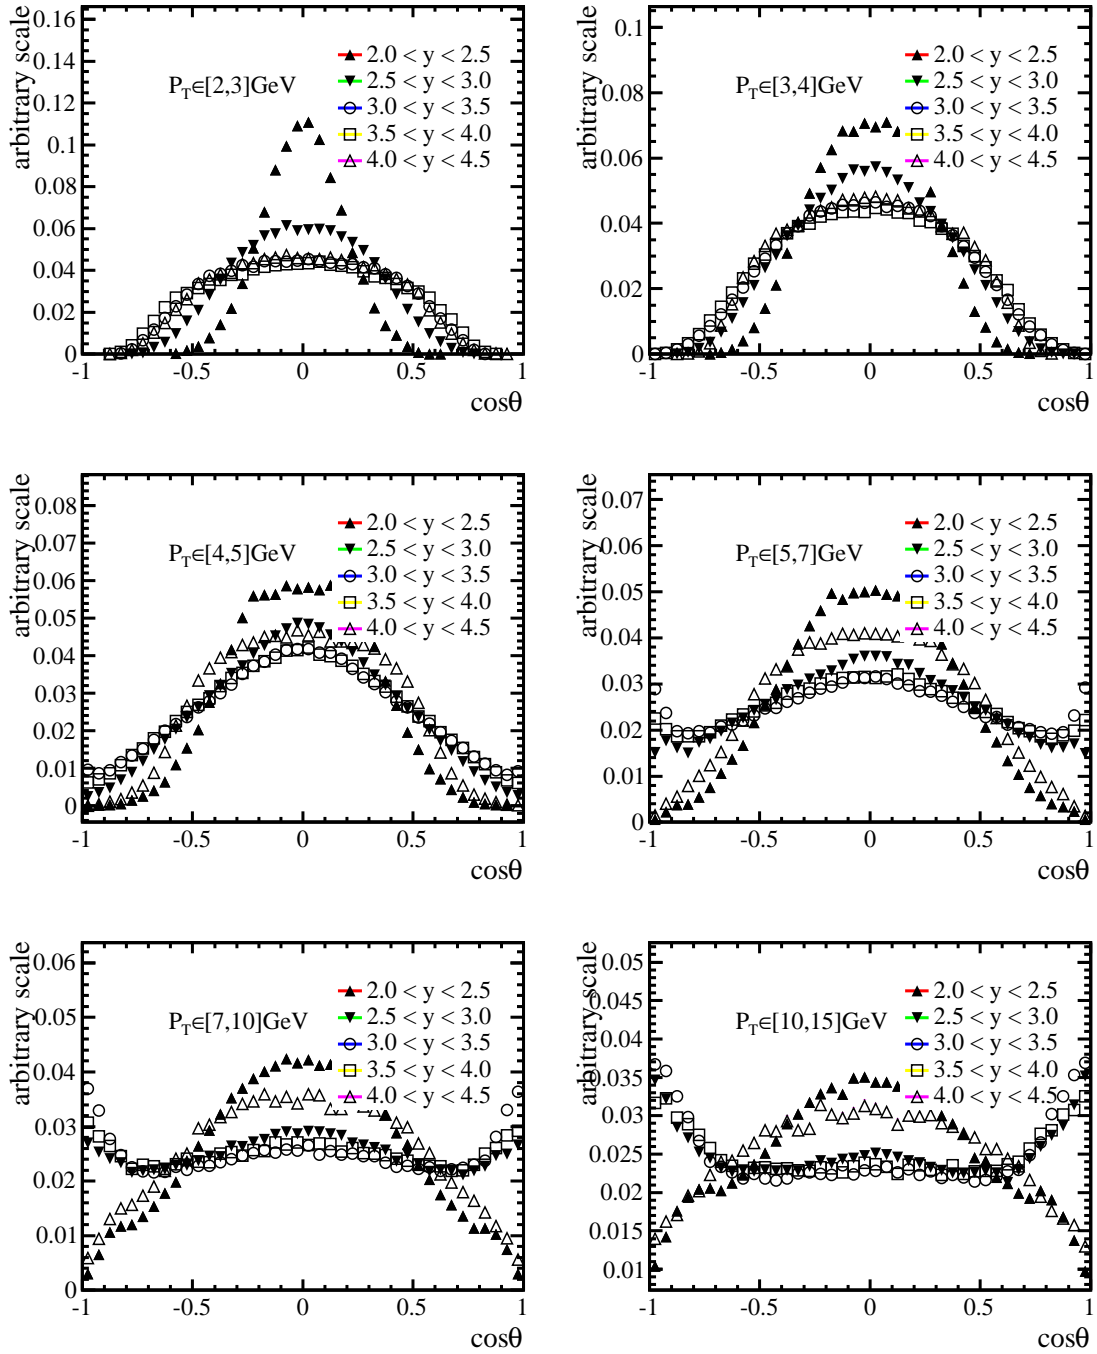 arbitrary scale
0.16
0.14
0.12
0.1
0.08
0.06
0.04
0.02
0
P_T∈[2,3]GeV
2.0 < y < 2.5
2.5 < y < 3.0
3.0 < y < 3.5
3.5 < y < 4.0
4.0 < y < 4.5
-1 -0.5 0 0.5 1
cosθ
arbitrary scale
0.1
0.08
0.06
0.04
0.02
0
P_T∈[3,4]GeV
2.0 < y < 2.5
2.5 < y < 3.0
3.0 < y < 3.5
3.5 < y < 4.0
4.0 < y < 4.5
-1 -0.5 0 0.5 1
cosθ
arbitrary scale
0.08
0.07
0.06
0.05
0.04
0.03
0.02
0.01
0
P_T∈[4,5]GeV
2.0 < y < 2.5
2.5 < y < 3.0
3.0 < y < 3.5
3.5 < y < 4.0
4.0 < y < 4.5
-1 -0.5 0 0.5 1
cosθ
arbitrary scale
0.07
0.06
0.05
0.04
0.03
0.02
0.01
0
P_T∈[5,7]GeV
2.0 < y < 2.5
2.5 < y < 3.0
3.0 < y < 3.5
3.5 < y < 4.0
4.0 < y < 4.5
-1 -0.5 0 0.5 1
cosθ
arbitrary scale
0.06
0.05
0.04
0.03
0.02
0.01
0
P_T∈[7,10]GeV
2.0 < y < 2.5
2.5 < y < 3.0
3.0 < y < 3.5
3.5 < y < 4.0
4.0 < y < 4.5
-1 -0.5 0 0.5 1
cosθ
arbitrary scale
0.05
0.045
0.04
0.035
0.03
0.025
0.02
0.015
0.01
P_T∈[10,15]GeV
2.0 < y < 2.5
2.5 < y < 3.0
3.0 < y < 3.5
3.5 < y < 4.0
4.0 < y < 4.5
-1 -0.5 0 0.5 1
cosθ